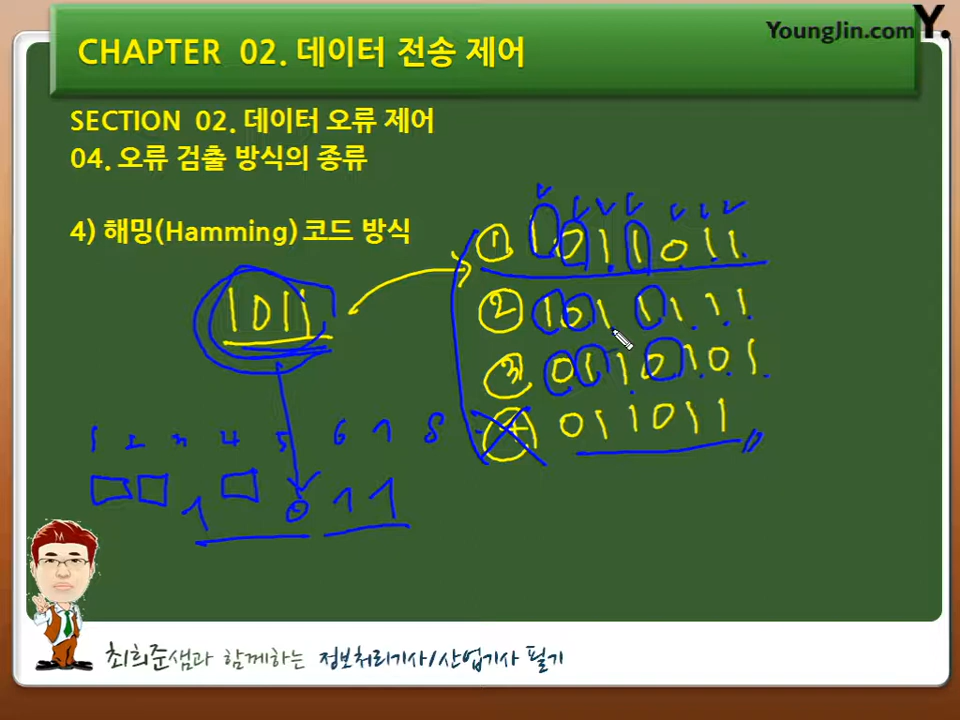 YoungJin.com Y.
CHAPTER 02. 데이터 전송 제어
SECTION 02. 데이터 오류 제어
04. 오류 검출 방식의 종류
4) 해밍(Hamming) 코드 방식
① 1011011
1011
② 1011111
③ 0110101
④ 011011
1 2 3 4 5 6 7 8
1 0 1 1
최희준샘과 함께하는 정보처리기사/산업기사 필기